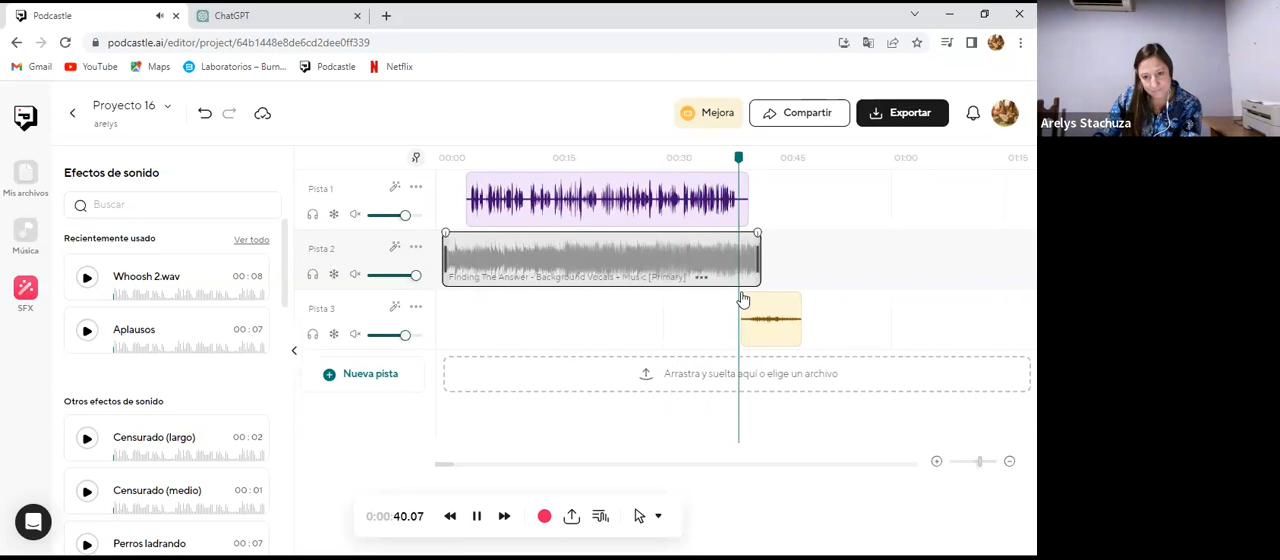 Podcastle
ChatGPT
podcastle.ai/editor/project/64b1448e8de6cd2dee0ff339
Gmail
YouTube
Maps
Laboratorios – Burn...
Podcastle
Netflix
Proyecto 16
arelys
Mejora
Compartir
Exportar
Arelys Stachuza
Mis archivos
Música
SFX
Efectos de sonido
Buscar
Recientemente usado
Ver todo
Whoosh 2.wav
00 : 08
Aplausos
00 : 07
Otros efectos de sonido
Censurado (largo)
00 : 02
Censurado (medio)
00 : 01
Perros ladrando
00 : 07
00:00
00:15
00:30
00:45
01:00
01:15
Pista 1
Pista 2
Finding The Answer - Background Vocals + Music [Primary]
Pista 3
Nueva pista
Arrastra y suelta aquí o elige un archivo
0:00:40.07